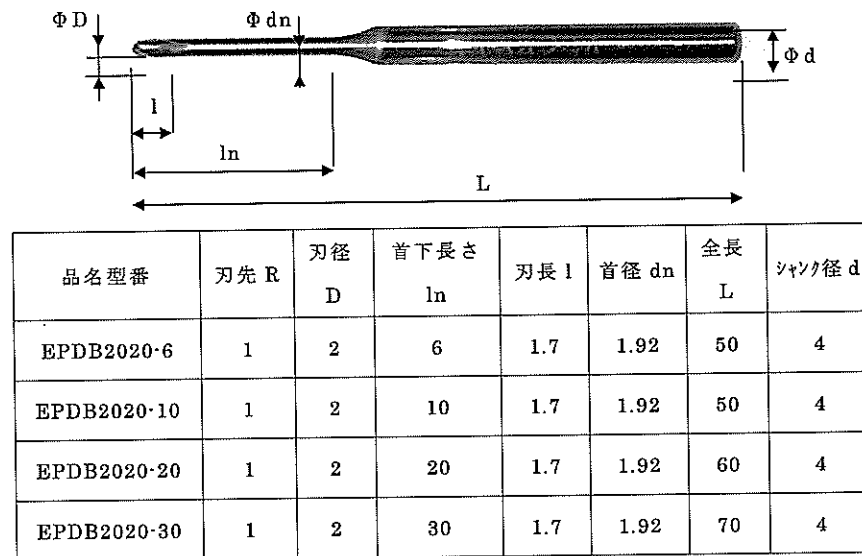 ΦD
Φdn
Φd
l
ln
L
品名型番 刃先 R 刃径 D 首下長さ ln 刃長 l 首径 dn 全長 L シャンク径 d
EPDB2020-6 1 2 6 1.7 1.92 50 4
EPDB2020-10 1 2 10 1.7 1.92 50 4
EPDB2020-20 1 2 20 1.7 1.92 60 4
EPDB2020-30 1 2 30 1.7 1.92 70 4